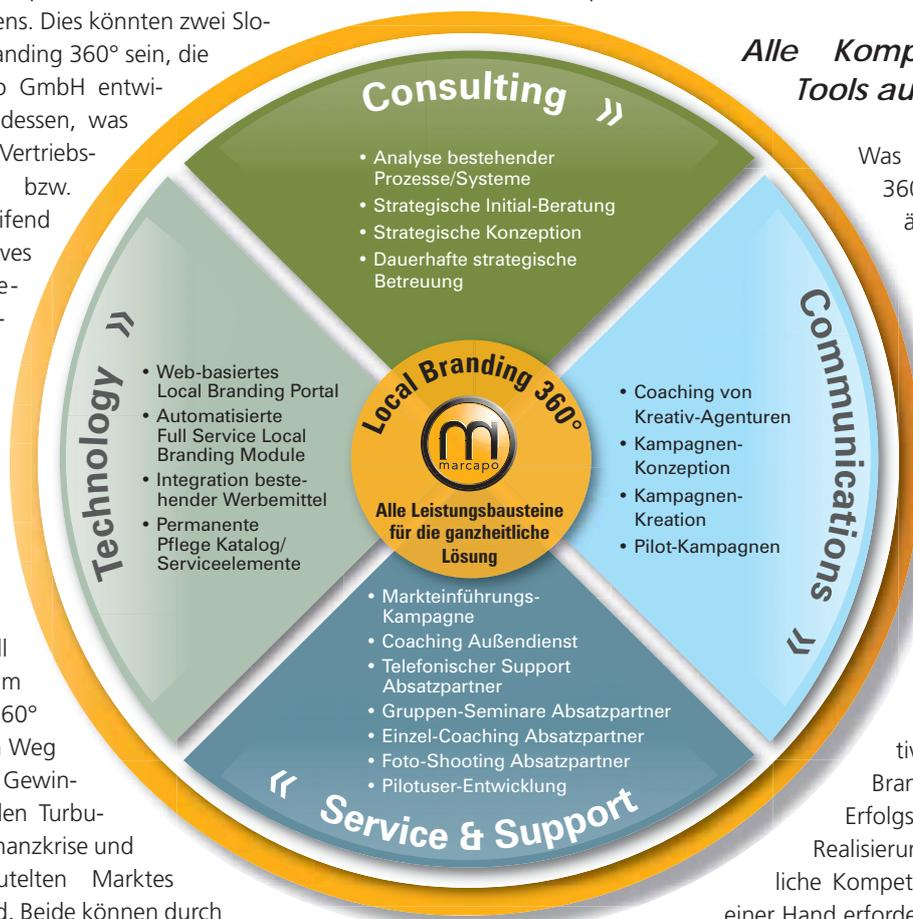 ens. Dies könnten zwei Slo-
anding 360° sein, die
GmbH entwi-
dessen, was
Vertriebs-
bzw.
Alle Komp
Tools au
Was
Consulting »
• Analyse bestehender
Prozesse/Systeme
• Strategische Initial-Beratung
• Strategische Konzeption
• Dauerhafte strategische
Betreuung
Communications »
• Coaching von
Kreativ-Agenturen
• Kampagnen-
Konzeption
• Kampagnen-
Kreation
• Pilot-Kampagnen
Service & Support »
• Markteinführungs-
Kampagne
• Coaching Außendienst
• Telefonischer Support
Absatzpartner
• Gruppen-Seminare Absatzpartner
• Einzel-Coaching Absatzpartner
• Foto-Shooting Absatzpartner
• Pilotuser-Entwicklung
Technology »
• Web-basiertes
Local Branding Portal
• Automatisierte
Full Service Local
Branding Module
• Integration beste-
hender Werbemittel
• Permanente
Pflege Katalog/
Serviceelemente
Local Branding 360°
m
marcapo
Alle Leistungsbausteine
für die ganzheitliche
Lösung
60°
Weg
Gewin-
len Turbu-
nanzkrise und
utelten Marktes
d. Beide können durch
tiv
Bran
Erfolgs
Realisierun
liche Kompet
einer Hand erforde